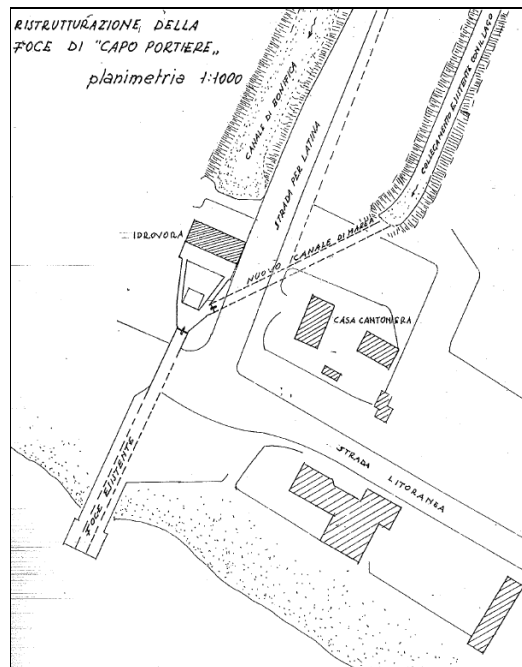 RISTRUTTURAZIONE DELLA
FOCE DI "CAPO PORTIERE„
planimetria 1:1000
CANALE DI BONIFICA
COLLEGAMENTO ESISTENTE CON IL LAGO
STRADA PER LATINA
IDROVORA
NUOVO CANALE DI MAREA
CASA CANTONIERA
STRADA
LITORANEA
FOCE ESISTENTE